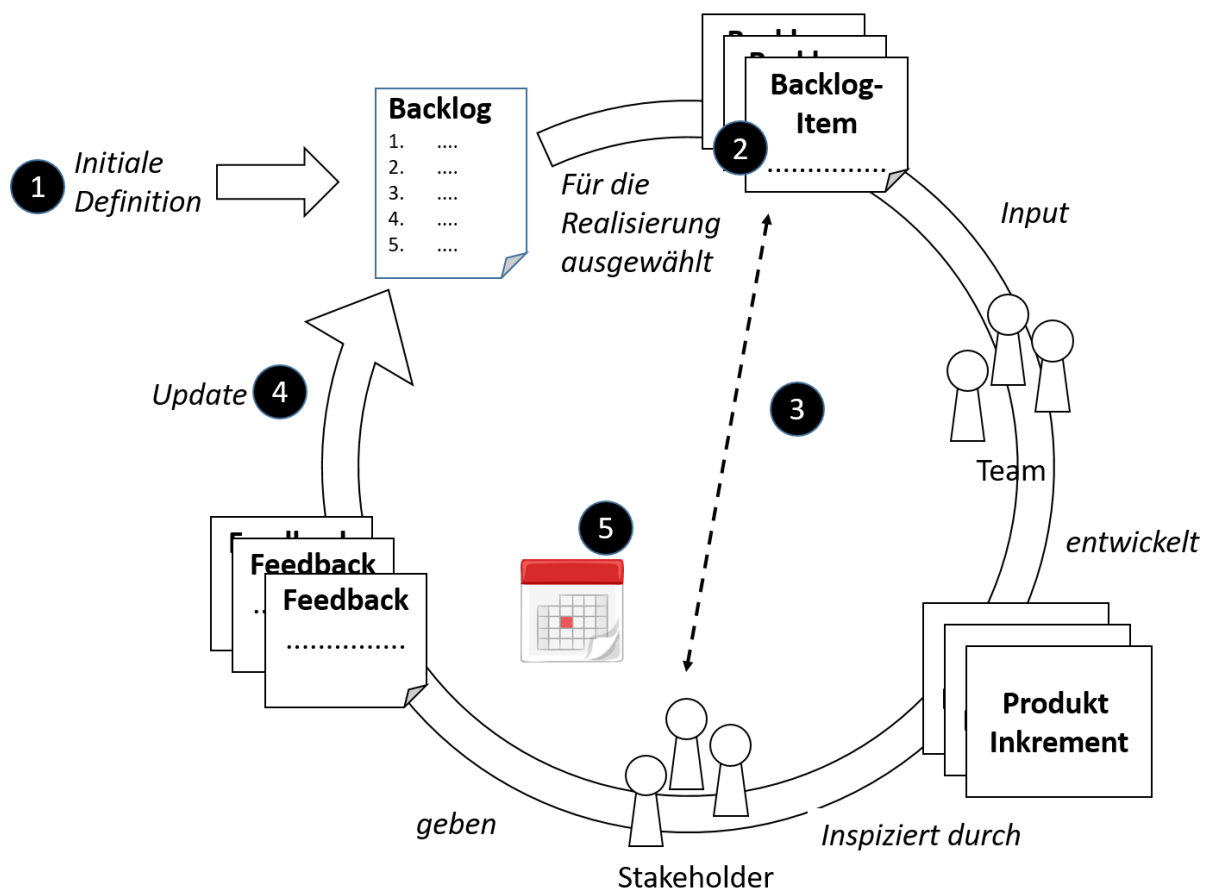 Backlog-
Item
..................
2
Backlog
1. ....
2. ....
3. ....
4. ....
5. ....
1
Initiale
Definition
Für die
Realisierung
ausgewählt
Input
Update
4
3
Team
5
entwickelt
Feedback
Feedback
...............
Produkt
Inkrement
geben
Inspiziert durch
Stakeholder